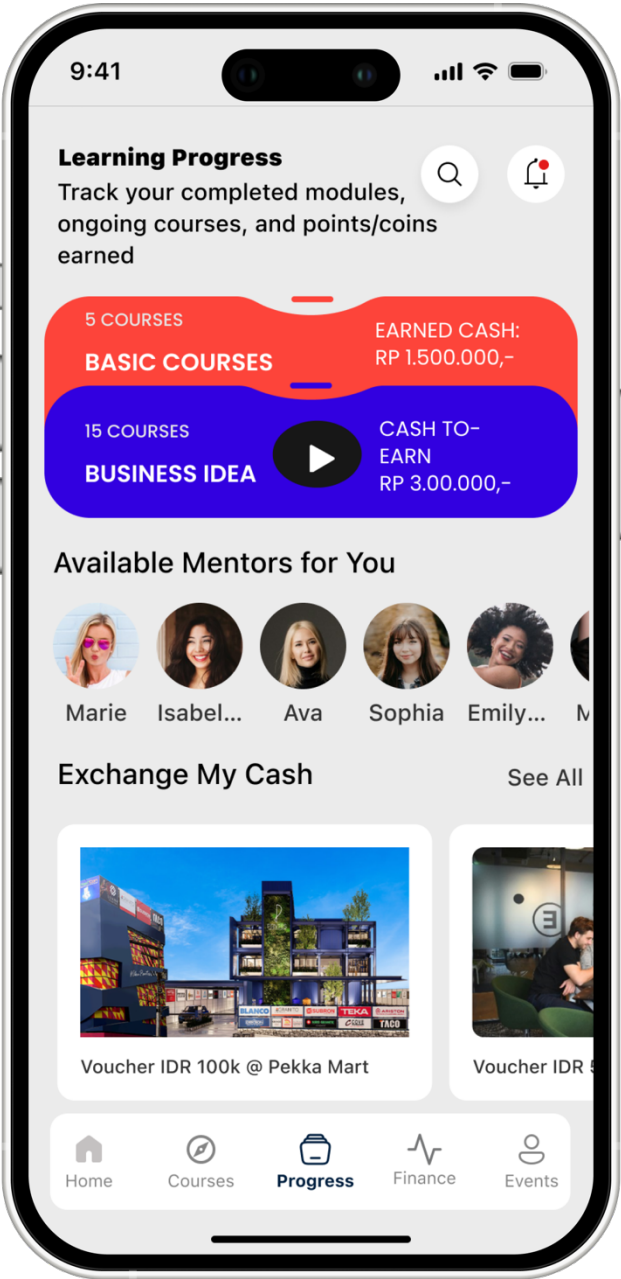 9:41
Learning Progress
Track your completed modules,
ongoing courses, and points/coins
earned
5 COURSES
BASIC COURSES
EARNED CASH:
RP 1.500.000,-
15 COURSES
BUSINESS IDEA
CASH TO-
EARN
RP 3.00.000,-
Available Mentors for You
Marie
Isabel...
Ava
Sophia
Emily...
M
Exchange My Cash
See All
BLANCO
TEKA
TACO
Voucher IDR 100k @ Pekka Mart
Voucher IDR
Home
Courses
Progress
Finance
Events